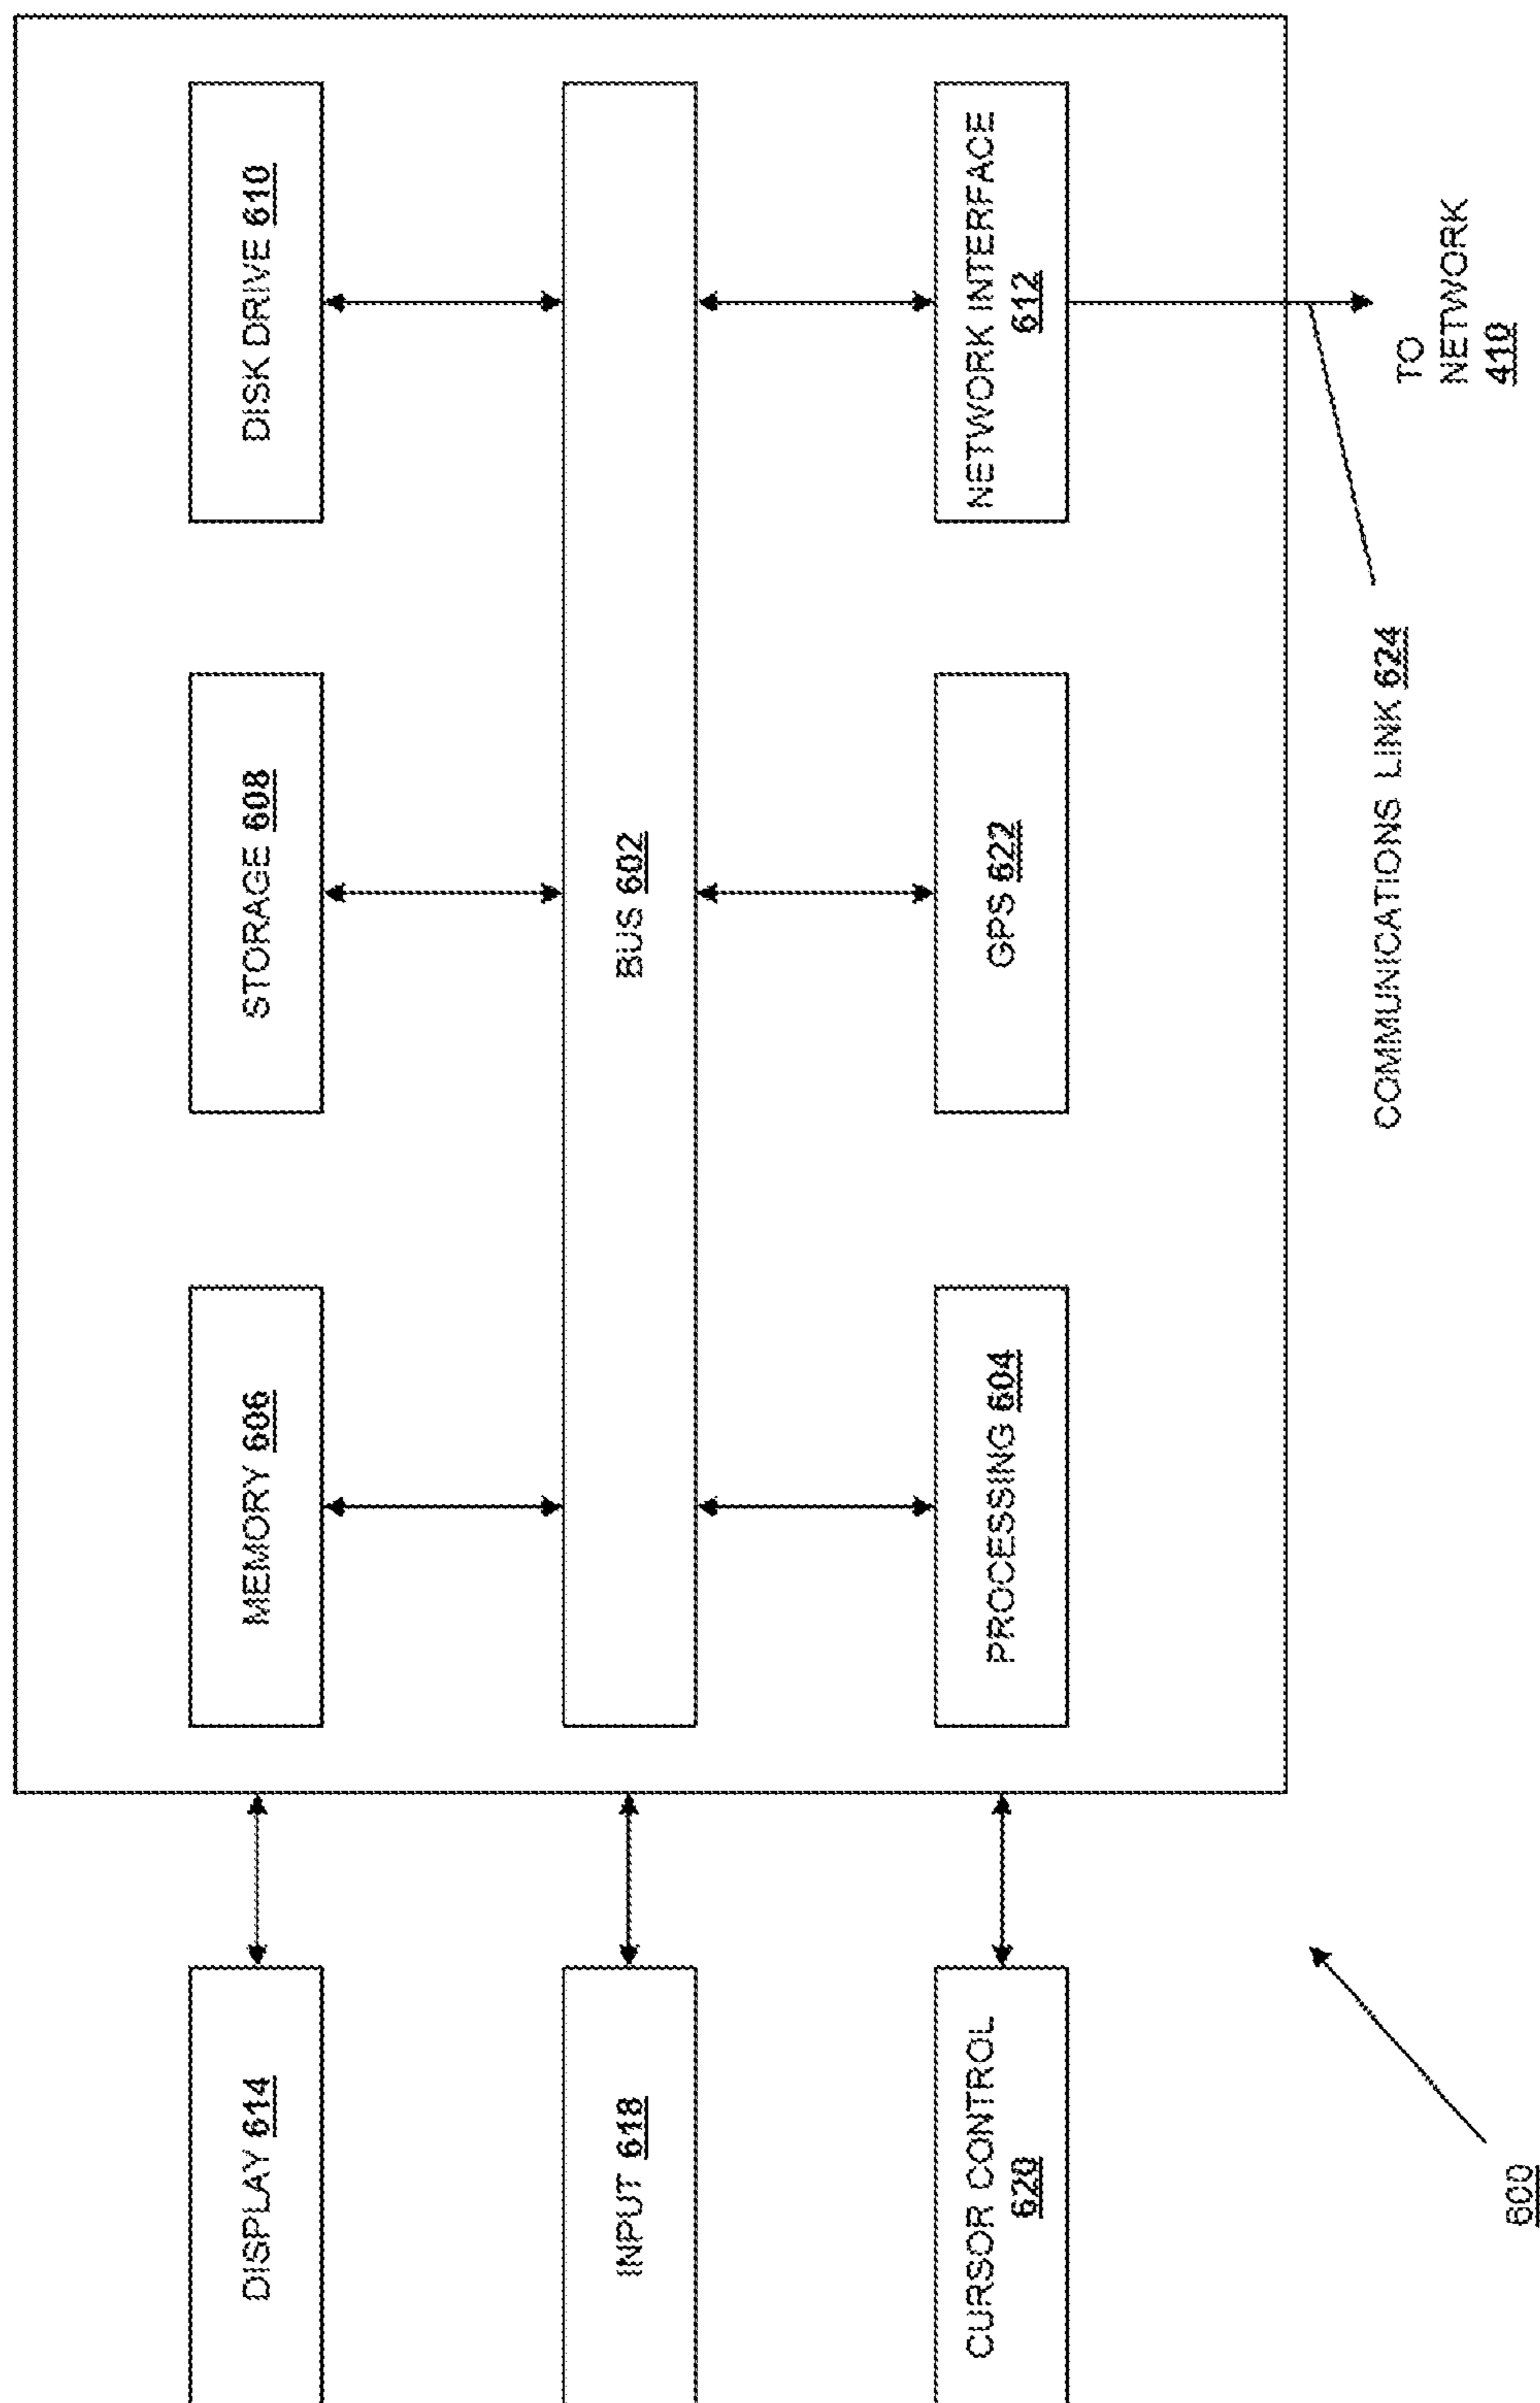 DISPLAY 614
MEMORY 606
STORAGE 608
DISK DRIVE 610
INPUT 618
BUS 602
CURSOR CONTROL
620
PROCESSING 604
GPS 622
NETWORK INTERFACE
612
COMMUNICATIONS LINK 624
TO
NETWORK
410
600